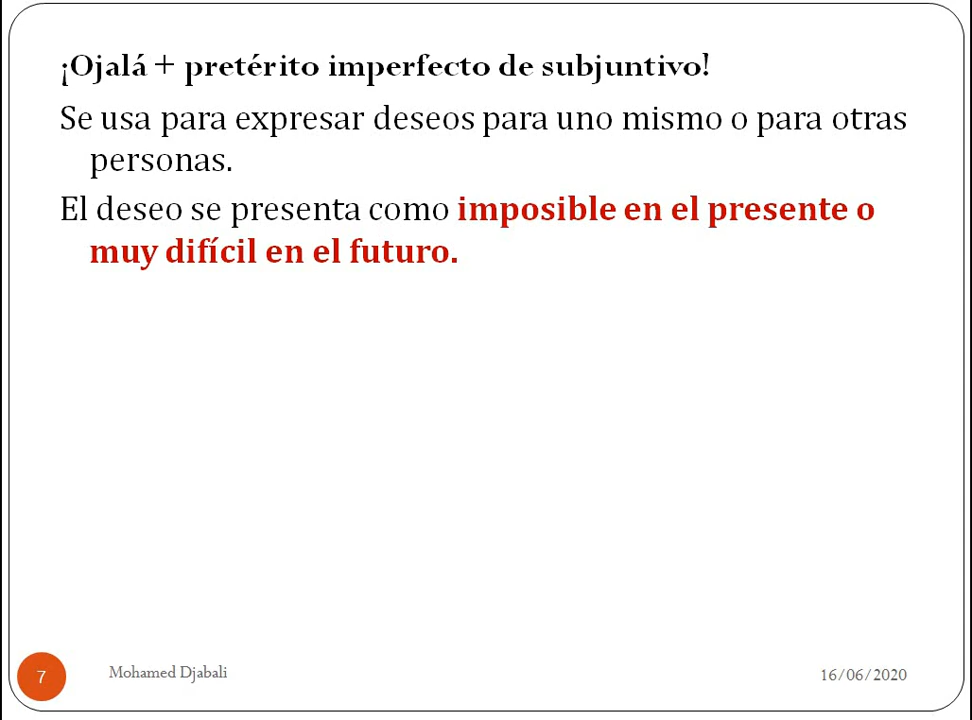 ¡Ojalá + pretérito imperfecto de subjuntivo!
Se usa para expresar deseos para uno mismo o para otras
personas.
El deseo se presenta como imposible en el presente o
muy difícil en el futuro.
7
Mohamed Djabali
16/06/2020